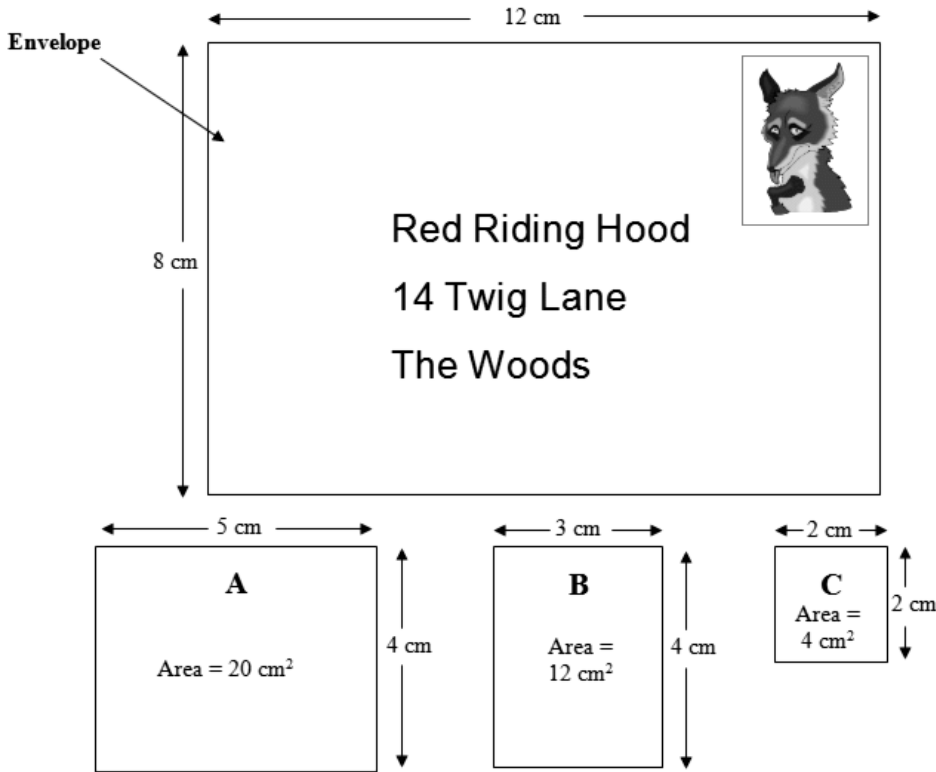 12 cm
Envelope
8 cm
Red Riding Hood
14 Twig Lane
The Woods
5 cm
3 cm
2 cm
A
Area = 20 cm²
4 cm
B
Area =
12 cm²
4 cm
C
Area =
4 cm²
2 cm